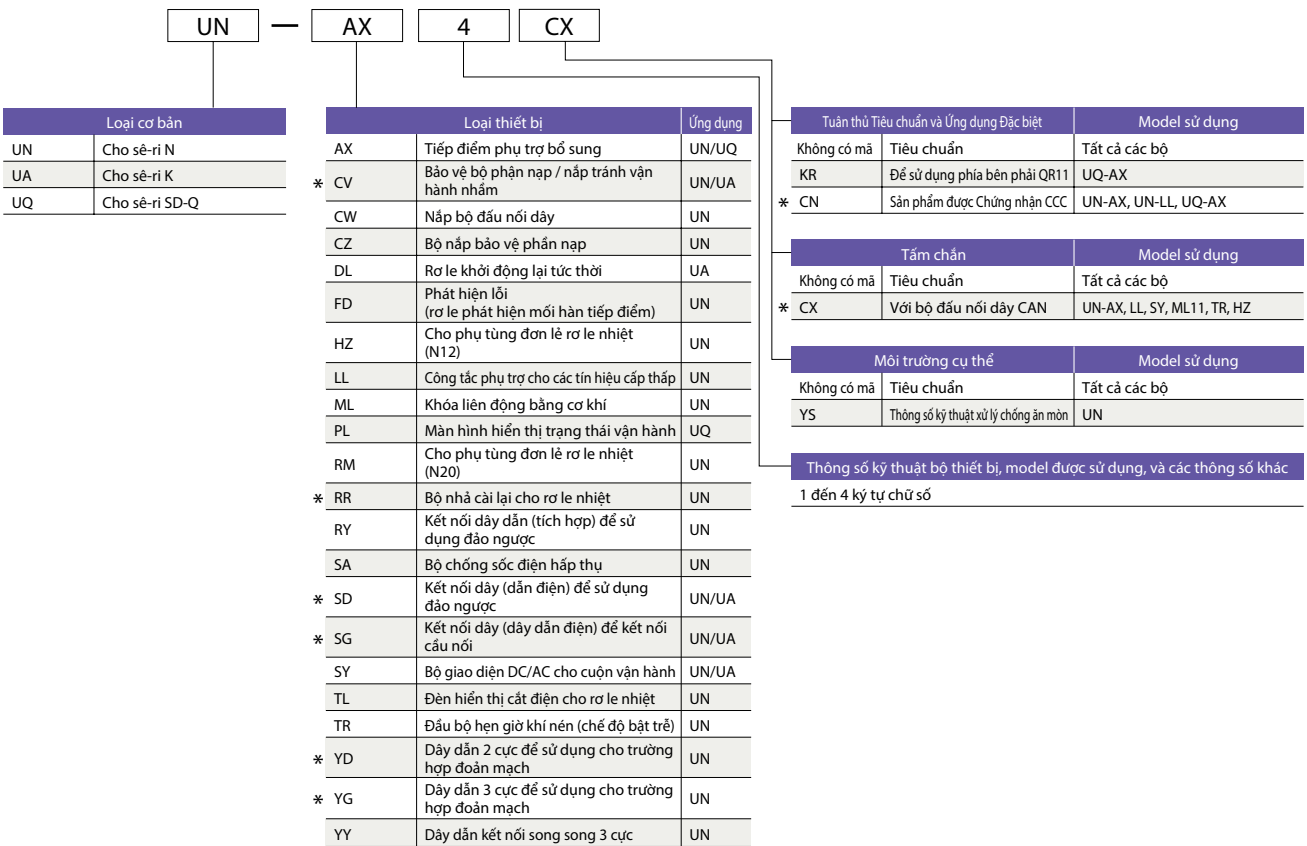 UN — AX 4 CX
Loại cơ bản
UN Cho sê-ri N
UA Cho sê-ri K
UQ Cho sê-ri SD-Q
Loại thiết bị Ứng dụng
AX Tiếp điểm phụ trợ bổ sung UN/UQ
* CV Bảo vệ bộ phận nạp / nắp tránh vận
hành nhầm UN/UA
CW Nắp bộ đấu nối dây UN
CZ Bộ nắp bảo vệ phần nạp UN
DL Rơ le khởi động lại tức thời UA
FD Phát hiện lỗi
(rơ le phát hiện mối hàn tiếp điểm) UN
HZ Cho phụ tùng đơn lẻ rơ le nhiệt
(N12) UN
LL Công tắc phụ trợ cho các tín hiệu cấp thấp UN
ML Khóa liên động bằng cơ khí UN
PL Màn hình hiển thị trạng thái vận hành UQ
RM Cho phụ tùng đơn lẻ rơ le nhiệt
(N20) UN
* RR Bộ nhả cài lại cho rơ le nhiệt UN
RY Kết nối dây dẫn (tích hợp) để sử
dụng đảo ngược UN
SA Bộ chống sốc điện hấp thụ UN
* SD Kết nối dây (dẫn điện) để sử dụng
đảo ngược UN/UA
* SG Kết nối dây (dây dẫn điện) để kết nối
cầu nối UN/UA
SY Bộ giao diện DC/AC cho cuộn vận hành UN/UA
TL Đèn hiển thị cắt điện cho rơ le nhiệt UN
TR Đầu bộ hẹn giờ khí nén (chế độ bật trễ) UN
* YD Dây dẫn 2 cực để sử dụng cho trường
hợp đoản mạch UN
* YG Dây dẫn 3 cực để sử dụng cho trường
hợp đoản mạch UN
YY Dây dẫn kết nối song song 3 cực UN
Tuân thủ Tiêu chuẩn và Ứng dụng Đặc biệt Model sử dụng
Không có mã Tiêu chuẩn Tất cả các bộ
KR Để sử dụng phía bên phải QR11 UQ-AX
* CN Sản phẩm được Chứng nhận CCC UN-AX, UN-LL, UQ-AX
Tấm chắn Model sử dụng
Không có mã Tiêu chuẩn Tất cả các bộ
* CX Với bộ đấu nối dây CAN UN-AX, LL, SY, ML11, TR, HZ
Môi trường cụ thể Model sử dụng
Không có mã Tiêu chuẩn Tất cả các bộ
YS Thông số kỹ thuật xử lý chống ăn mòn UN
Thông số kỹ thuật bộ thiết bị, model được sử dụng, và các thông số khác
1 đến 4 ký tự chữ số